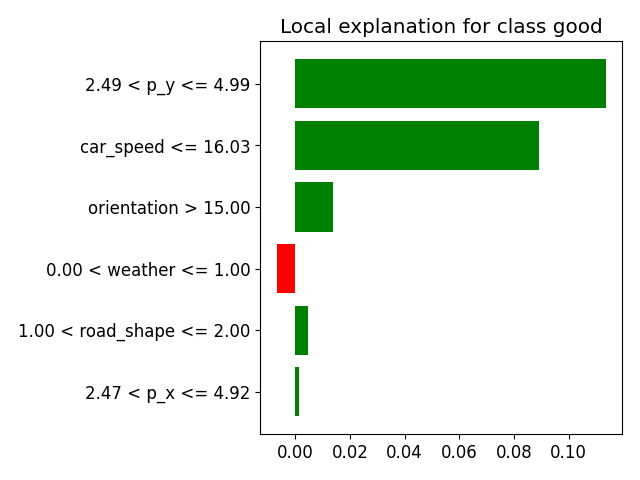 Local explanation for class good
2.49 < p_y <= 4.99
car_speed <= 16.03
orientation > 15.00
0.00 < weather <= 1.00
1.00 < road_shape <= 2.00
2.47 < p_x <= 4.92
0.00 0.02 0.04 0.06 0.08 0.10